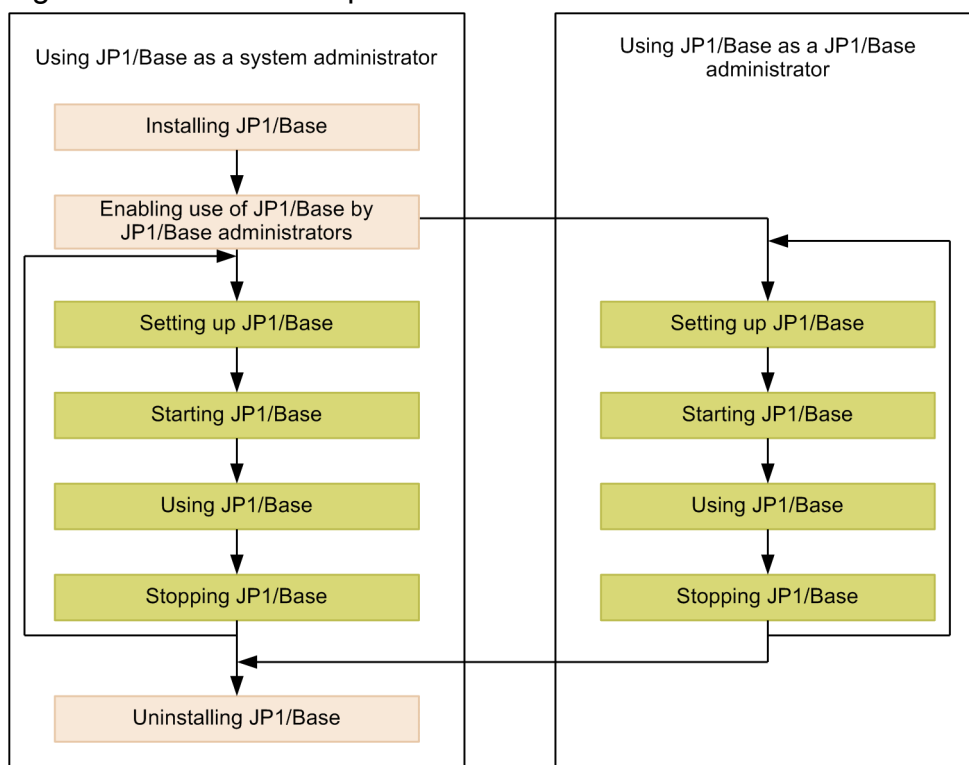 Using JP1/Base as a system administrator
Installing JP1/Base
Enabling use of JP1/Base by
JP1/Base administrators
Setting up JP1/Base
Starting JP1/Base
Using JP1/Base
Stopping JP1/Base
Uninstalling JP1/Base
Using JP1/Base as a JP1/Base
administrator
Setting up JP1/Base
Starting JP1/Base
Using JP1/Base
Stopping JP1/Base